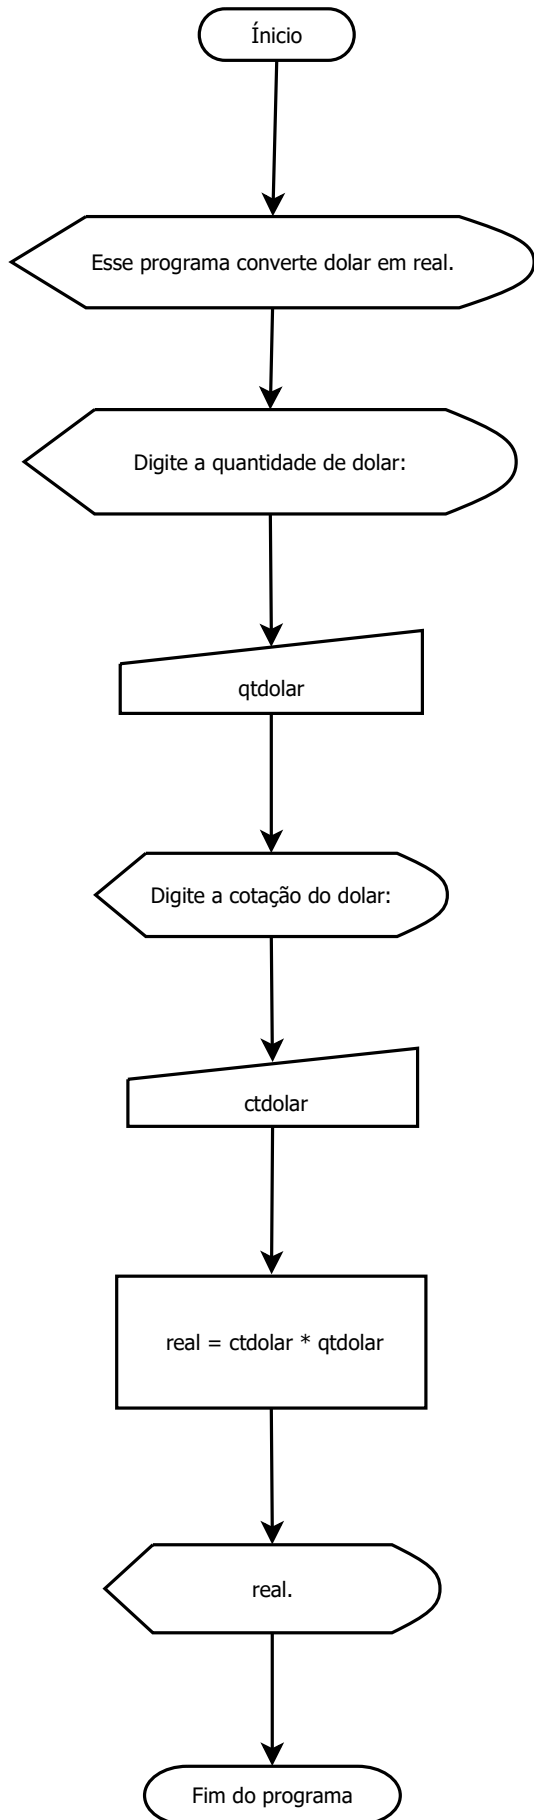 Ínicio
Esse programa converte dolar em real.
Digite a quantidade de dolar:
qtdolar
Digite a cotação do dolar:
ctdolar
real = ctdolar * qtdolar
real.
Fim do programa